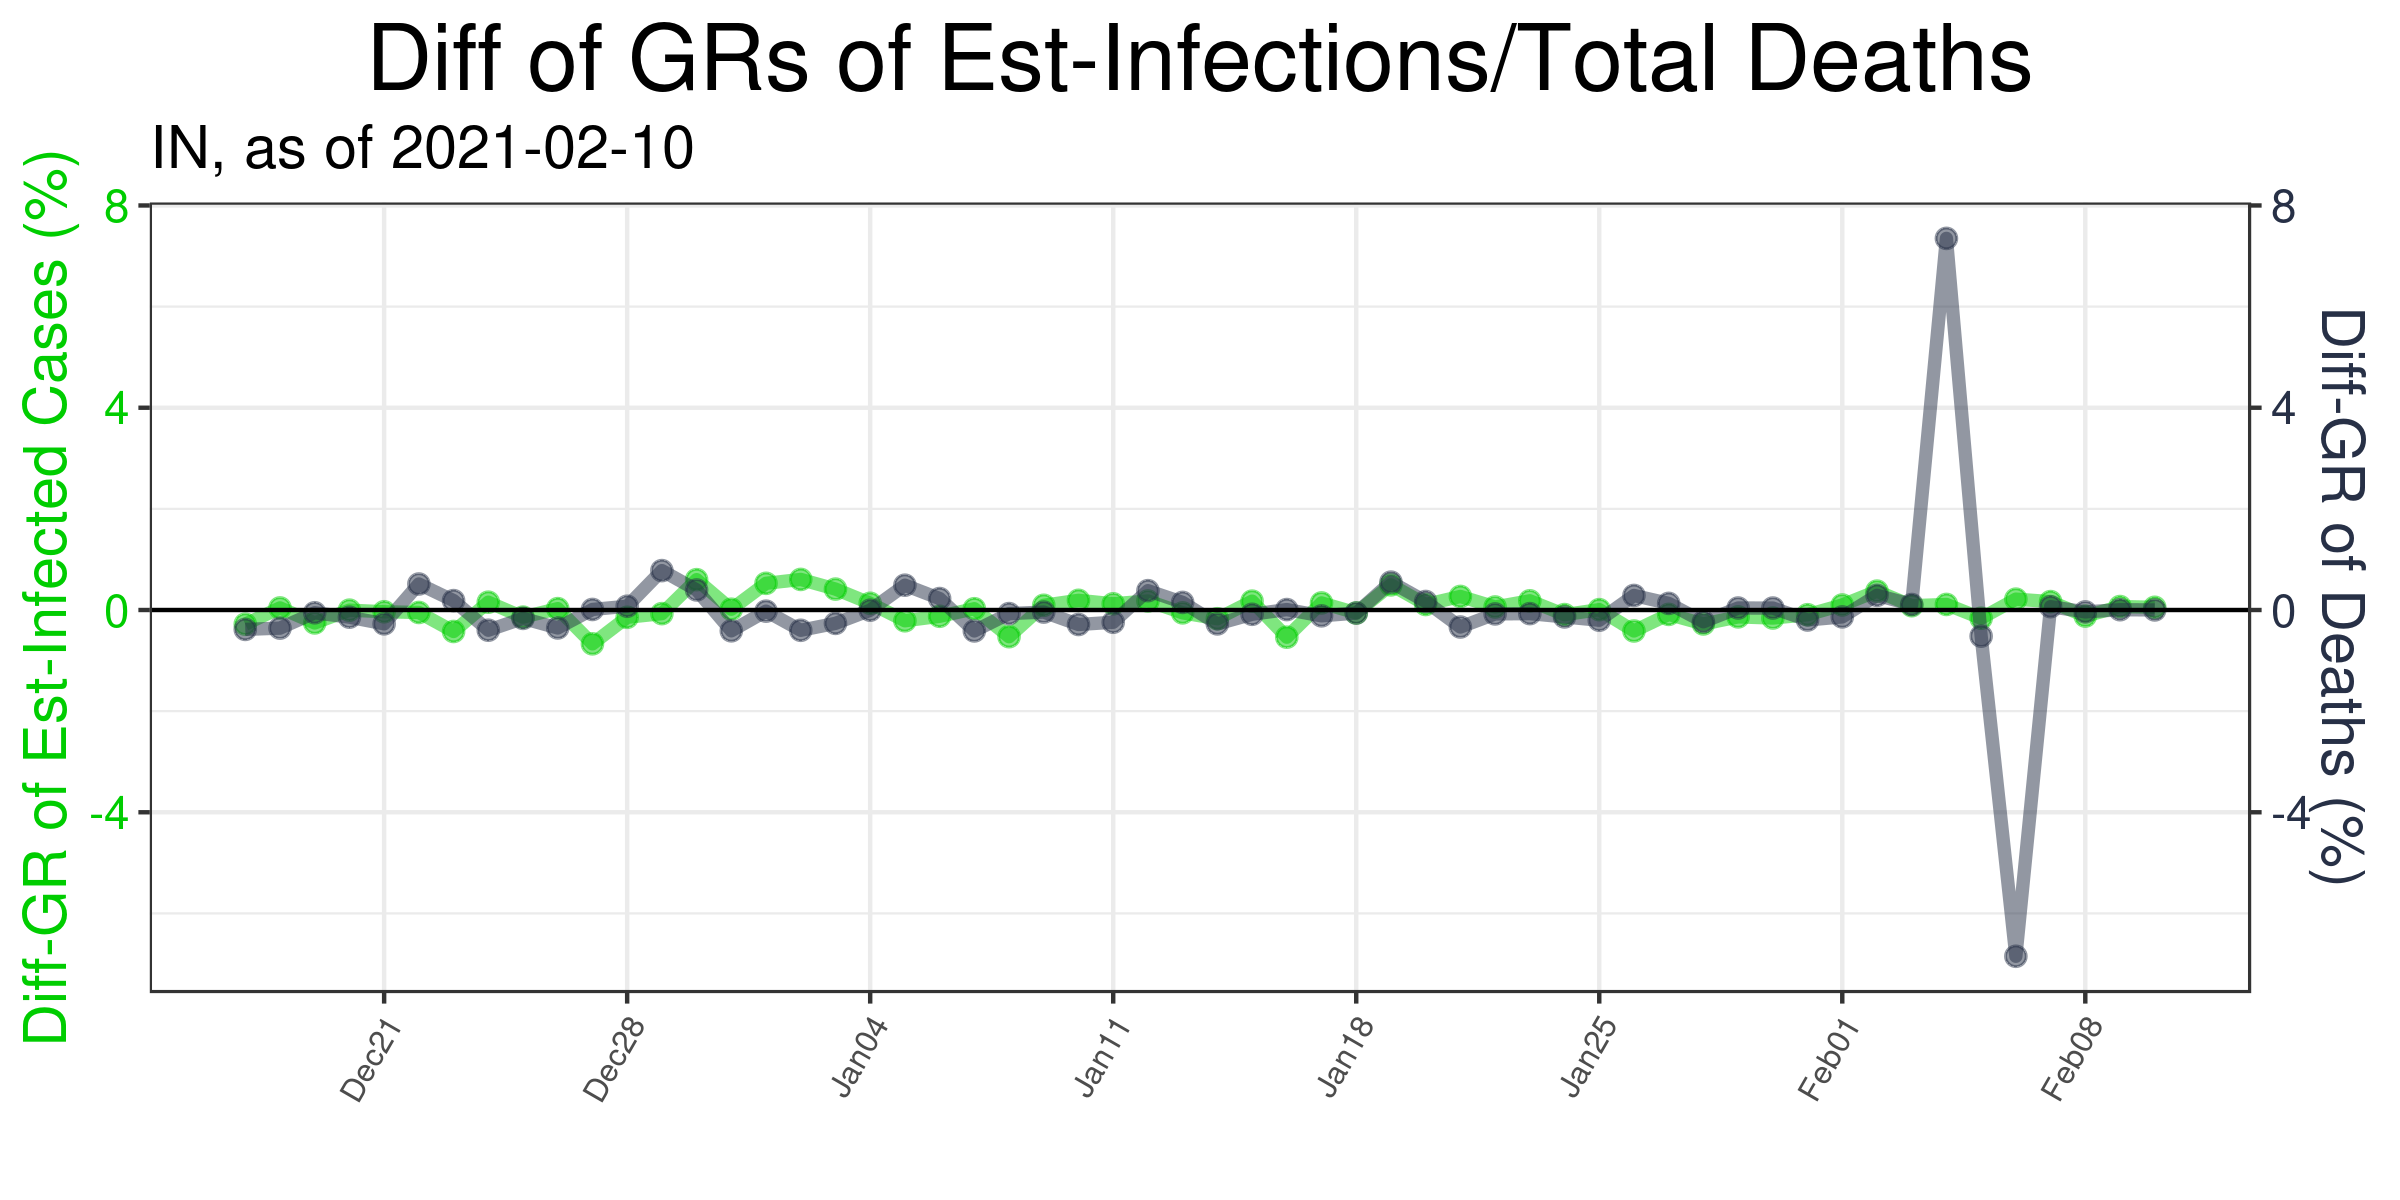 Diff of GRs of Est-Infections/Total Deaths
IN, as of 2021-02-10
Diff-GR of Est-Infected Cases (%)
8
4
0
-4
8
4
0
-4
Diff-GR of Deaths (%)
Dec21
Dec28
Jan04
Jan11
Jan18
Jan25
Feb01
Feb08